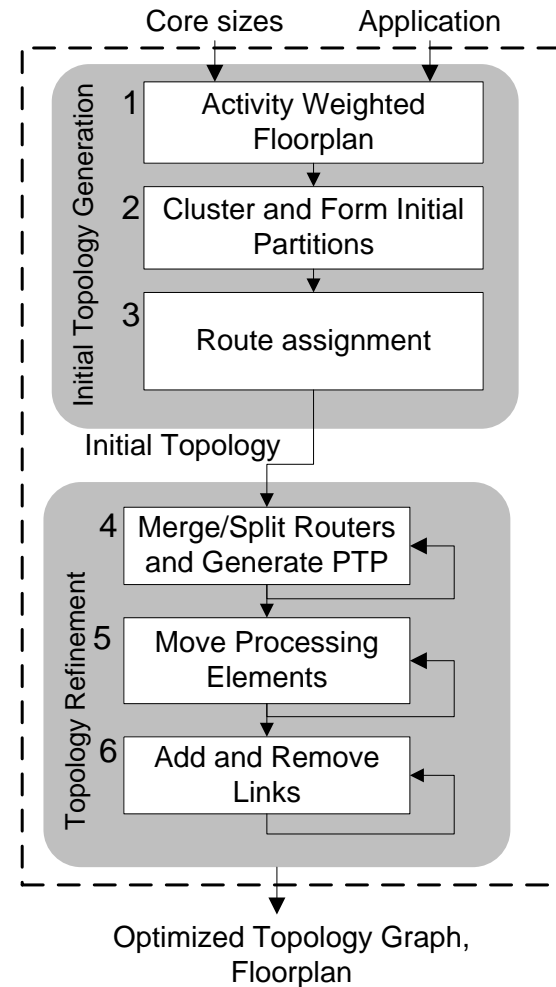 Core sizes
Application
Initial Topology Generation
1
Activity Weighted
Floorplan
2
Cluster and Form Initial
Partitions
3
Route assignment
Initial Topology
Topology Refinement
4
Merge/Split Routers
and Generate PTP
5
Move Processing
Elements
6
Add and Remove
Links
Optimized Topology Graph,
Floorplan